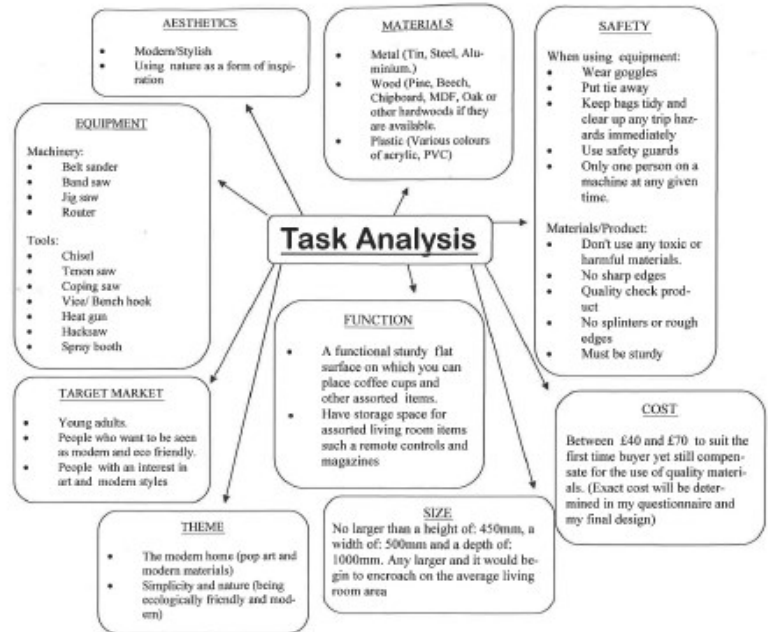 AESTHETICS
• Modern/Stylish
• Using nature as a form of inspi-
ration
MATERIALS
• Metal (Tin, Steel, Alu-
minium.)
• Wood (Pine, Beech,
Chipboard, MDF, Oak or
other hardwoods if they
are available.
• Plastic (Various colours
of acrylic, PVC)
SAFETY
When using equipment:
• Wear goggles
• Put tie away
• Keep bags tidy and
clear up any trip haz-
ards immediately
• Use safety guards
• Only one person on a
machine at any given
time.
Materials/Product:
• Don't use any toxic or
harmful materials.
• No sharp edges
• Quality check prod-
uct
• No splinters or rough
edges
• Must be sturdy
EQUIPMENT
Machinery:
• Belt sander
• Band saw
• Jig saw
• Router
Tools:
• Chisel
• Tenon saw
• Coping saw
• Vice/ Bench hook
• Heat gun
• Hacksaw
• Spray booth
Task Analysis
FUNCTION
• A functional sturdy flat
surface on which you can
place coffee cups and
other assorted items.
• Have storage space for
assorted living room items
such a remote controls and
magazines
TARGET MARKET
• Young adults.
• People who want to be seen
as modern and eco friendly.
• People with an interest in
art and modern styles
COST
Between £40 and £70 to suit the
first time buyer yet still compen-
sate for the use of quality materi-
als. (Exact cost will be deter-
mined in my questionnaire and
my final design)
THEME
• The modern home (pop art and
modern materials)
• Simplicity and nature (being
ecologically friendly and mod-
ern)
SIZE
No larger than a height of: 450mm, a
width of: 500mm and a depth of:
1000mm. Any larger and it would be-
gin to encroach on the average living
room area